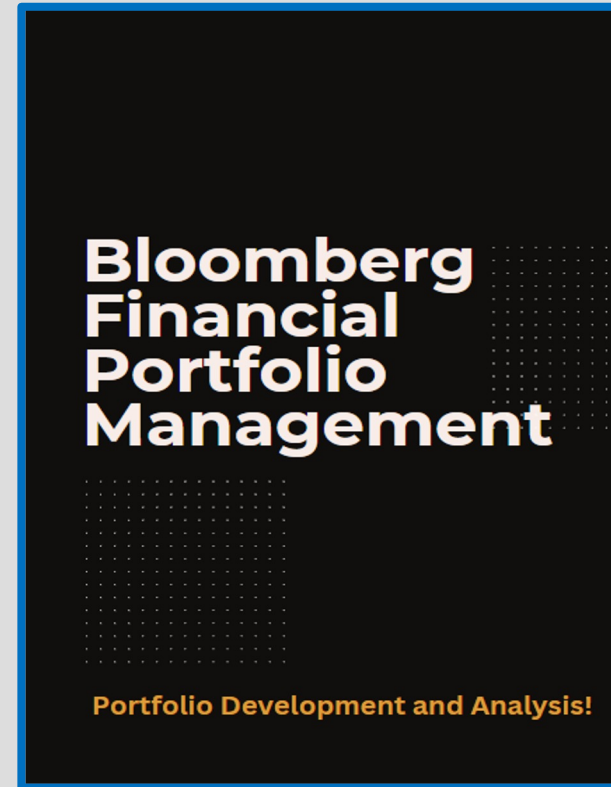 Bloomberg
Financial
Portfolio
Management
Portfolio Development and Analysis!